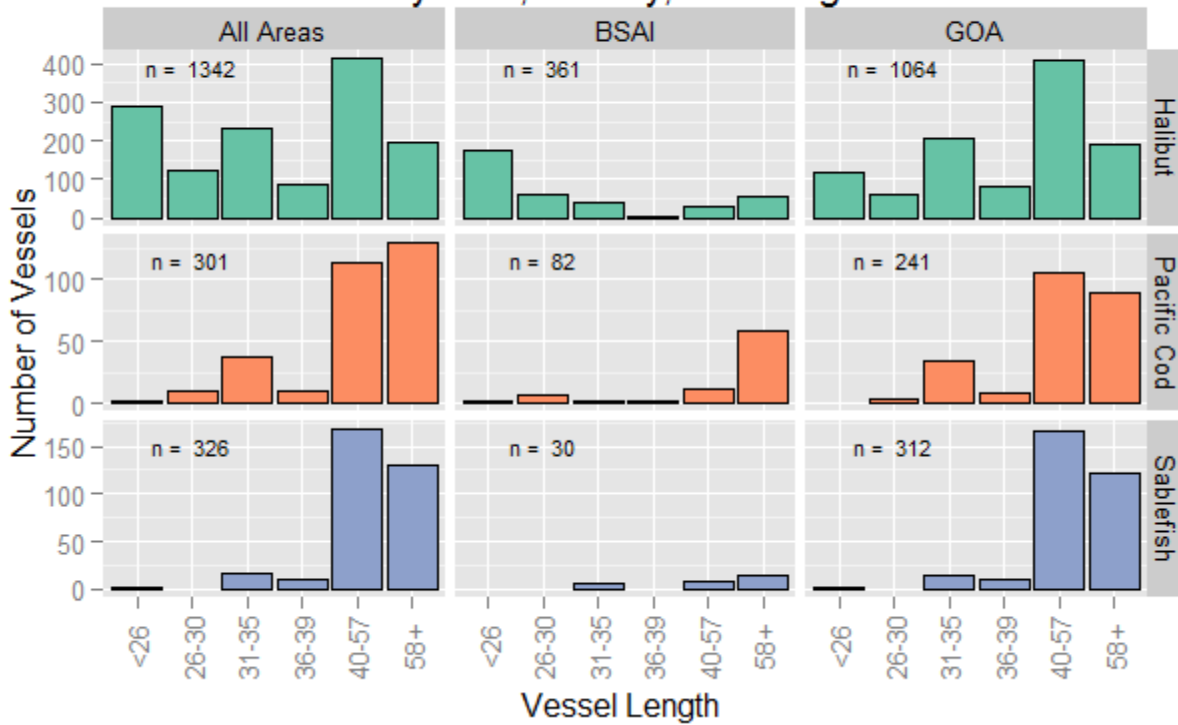 All Areas BSAI GOA
n = 1342 n = 361 n = 1064
400
300
200
100
0
Halibut
n = 301 n = 82 n = 241
100
50
0
Pacific Cod
n = 326 n = 30 n = 312
150
100
50
0
Sablefish
Number of Vessels
<26 26-30 31-35 36-39 40-57 58+ <26 26-30 31-35 36-39 40-57 58+ <26 26-30 31-35 36-39 40-57 58+
Vessel Length